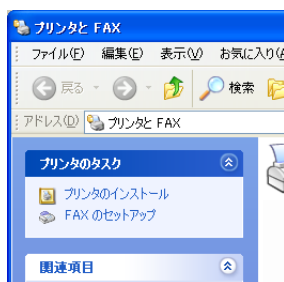 プリンタと FAX
ファイル(F) 編集(E) 表示(V) お気に入り(A
戻る 検索
アドレス(D) プリンタと FAX
プリンタのタスク
プリンタのインストール
FAX のセットアップ
関連項目